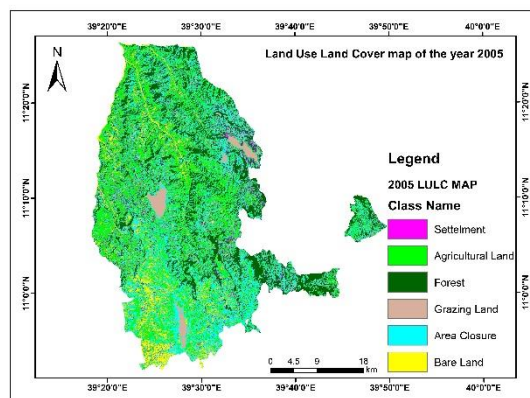 39°20'0"E 39°30'0"E 39°40'0"E 39°50'0"E 40°0'0"E
N
Land Use Land Cover map of the year 2005
11°20'0"N
11°20'0"N
Legend
2005 LULC MAP
Class Name
11°10'0"N
11°10'0"N
Settelment
Agricultural Land
Forest
Grazing Land
11°0'0"N
11°0'0"N
Area Closure
Bare Land
0 4.5 9 18
km
39°20'0"E 39°30'0"E 39°40'0"E 39°50'0"E 40°0'0"E